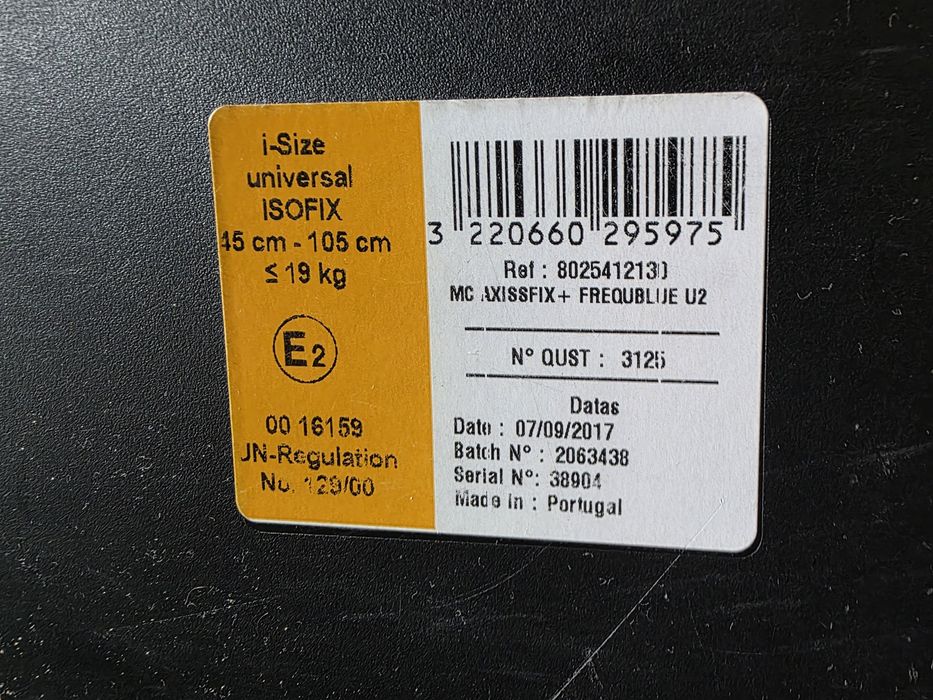 i-Size
universal
ISOFIX
45 cm - 105 cm
≤ 19 kg
E2
00 16159
UN-Regulation
No. 129/00
3 220660 295975
Ref : 8025412130
MC AXISSFIX+ FREQUBLUE U2
N° QUST : 3125
Datas
Date : 07/09/2017
Batch N° : 2063438
Serial N°: 38904
Made in : Portugal